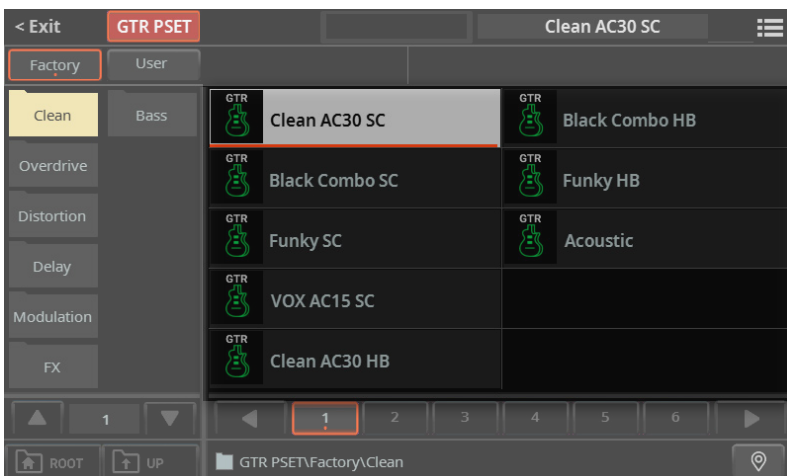 < Exit GTR PSET Clean AC30 SC
Factory User
Clean Bass
Overdrive
Distortion
Delay
Modulation
FX
GTR Clean AC30 SC
GTR Black Combo HB
GTR Black Combo SC
GTR Funky HB
GTR Funky SC
GTR Acoustic
GTR VOX AC15 SC
GTR Clean AC30 HB
1
1 2 3 4 5 6
ROOT UP
GTR PSET\Factory\Clean